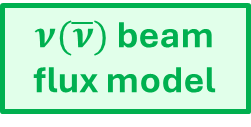 ν(ν̅) beam
flux model